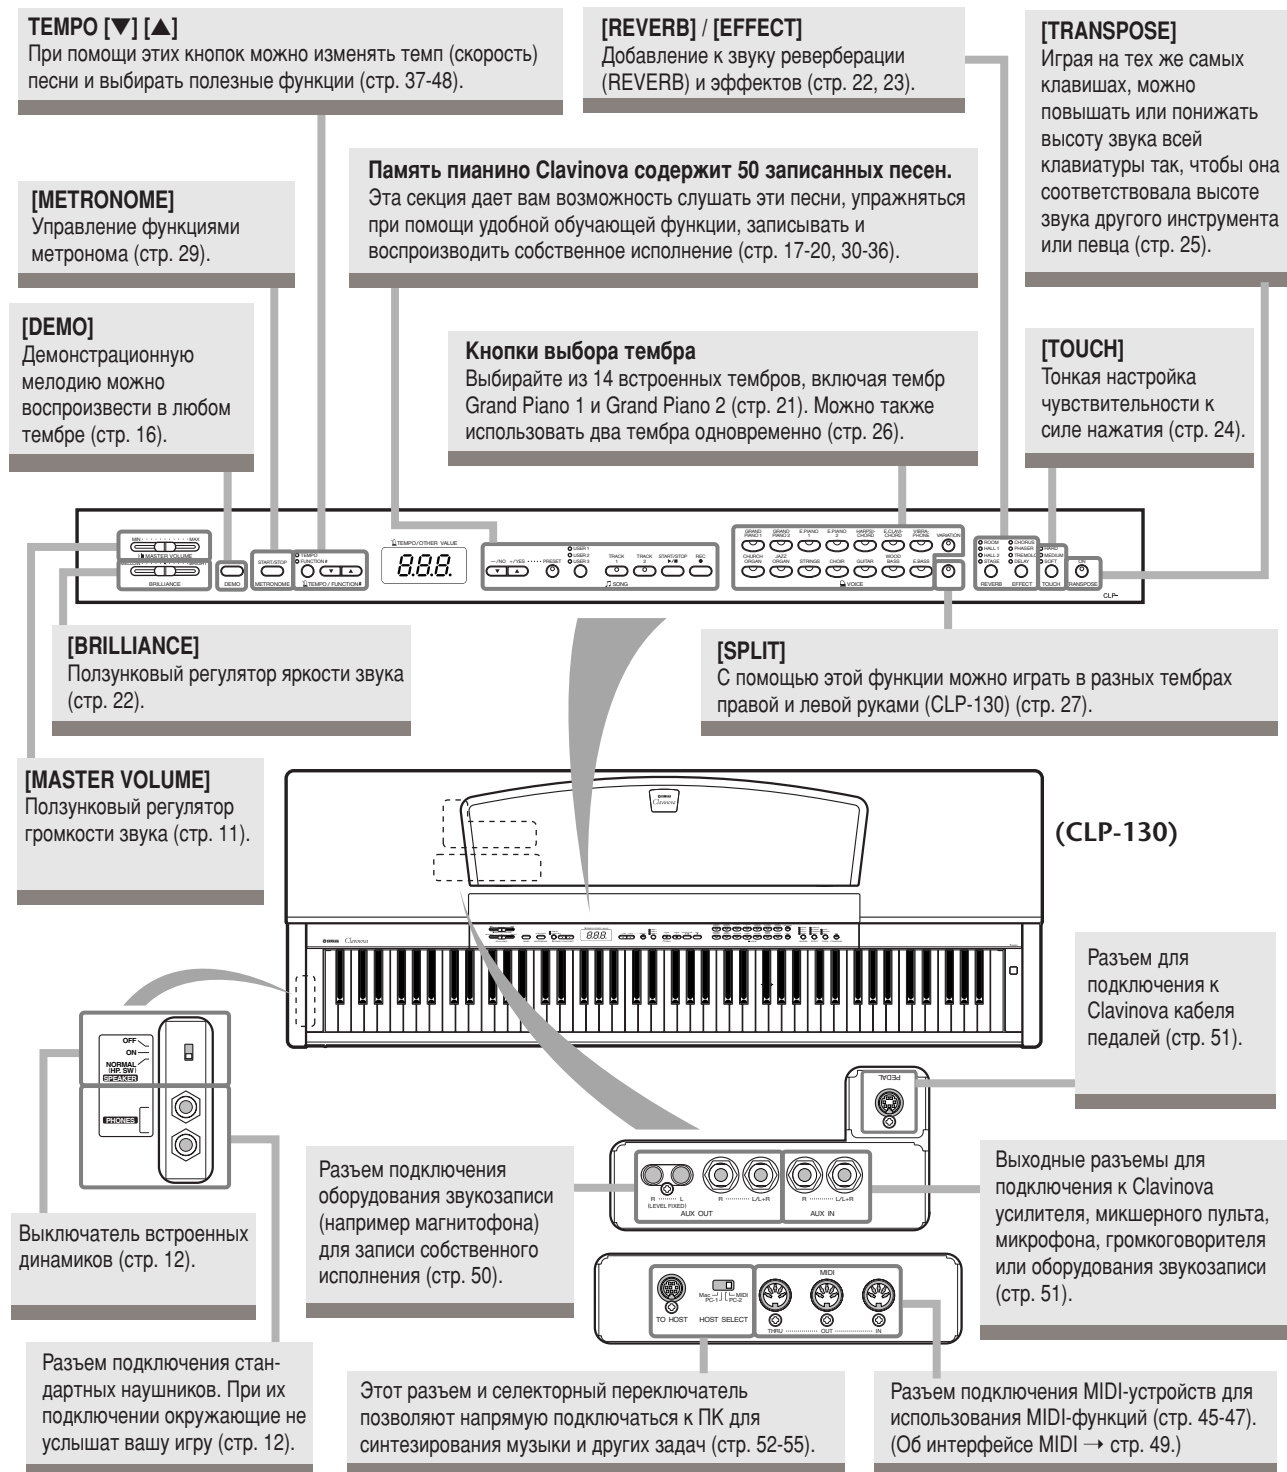 TEMPO [▼] [▲]
При помощи этих кнопок можно изменять темп (скорость)
песни и выбирать полезные функции (стр. 37-48).
[REVERB] / [EFFECT]
Добавление к звуку реверберации
(REVERB) и эффектов (стр. 22, 23).
[TRANSPOSE]
Играя на тех же самых
клавишах, можно
повышать или понижать
высоту звука всей
клавиатуры так, чтобы она
соответствовала высоте
звука другого инструмента
или певца (стр. 25).
Память пианино Clavinova содержит 50 записанных песен.
Эта секция дает вам возможность слушать эти песни, упражняться
при помощи удобной обучающей функции, записывать и
воспроизводить собственное исполнение (стр. 17-20, 30-36).
[METRONOME]
Управление функциями
метронома (стр. 29).
[DEMO]
Демонстрационную
мелодию можно
воспроизвести в любом
тембре (стр. 16).
Кнопки выбора тембра
Выбирайте из 14 встроенных тембров, включая тембр
Grand Piano 1 и Grand Piano 2 (стр. 21). Можно также
использовать два тембра одновременно (стр. 26).
[TOUCH]
Тонкая настройка
чувствительности к
силе нажатия (стр. 24).
MIN MAX
MASTER VOLUME
BRILLIANCE
DEMO
START/STOP
METRONOME
TEMPO
FUNCTION#
TEMPO / FUNCTION#
TEMPO/OTHER VALUE
8.8.8.
–/NO +/YES PRESET
USER 1
USER 2
USER 3
TRACK 1
TRACK 2
START/STOP
REC
SONG
GRAND PIANO 1
GRAND PIANO 2
E.PIANO 1
E.PIANO 2
HARPSI-CHORD
E.CLAVI-CHORD
VIBRA-PHONE
VARIATION
CHURCH ORGAN
JAZZ ORGAN
STRINGS
CHOIR
GUITAR
WOOD BASS
E.BASS
VOICE
ROOM
HALL 1
HALL 2
STAGE
REVERB
CHORUS
PHASER
TREMOLO
DELAY
EFFECT
HARD
MEDIUM
SOFT
TOUCH
ON
TRANSPOSE
CLP-
[BRILLIANCE]
Ползунковый регулятор яркости звука
(стр. 22).
[SPLIT]
С помощью этой функции можно играть в разных тембрах
правой и левой руками (CLP-130) (стр. 27).
[MASTER VOLUME]
Ползунковый регулятор
громкости звука (стр. 11).
YAMAHA
Clavinova
(CLP-130)
YAMAHA Clavinova
8.8.8.
Разъем для
подключения к
Clavinova кабеля
педалей (стр. 51).
OFF
ON
NORMAL
(HP. SW)
SPEAKER
PHONES
PEDAL
Выключатель встроенных
динамиков (стр. 12).
Разъем подключения
оборудования звукозаписи
(например магнитофона)
для записи собственного
исполнения (стр. 50).
R L
(LEVEL FIXED)
R L/L+R
AUX OUT
R L/L+R
AUX IN
Выходные разъемы для
подключения к Clavinova
усилителя, микшерного пульта,
микрофона, громкоговорителя
или оборудования звукозаписи
(стр. 51).
TO HOST
Mac MIDI
PC-1 PC-2
HOST SELECT
MIDI
THRU OUT IN
Разъем подключения стан-
дартных наушников. При их
подключении окружающие не
услышат вашу игру (стр. 12).
Этот разъем и селекторный переключатель
позволяют напрямую подключаться к ПК для
синтезирования музыки и других задач (стр. 52-55).
Разъем подключения MIDI-устройств для
использования MIDI-функций (стр. 45-47).
(Об интерфейсе MIDI → стр. 49.)